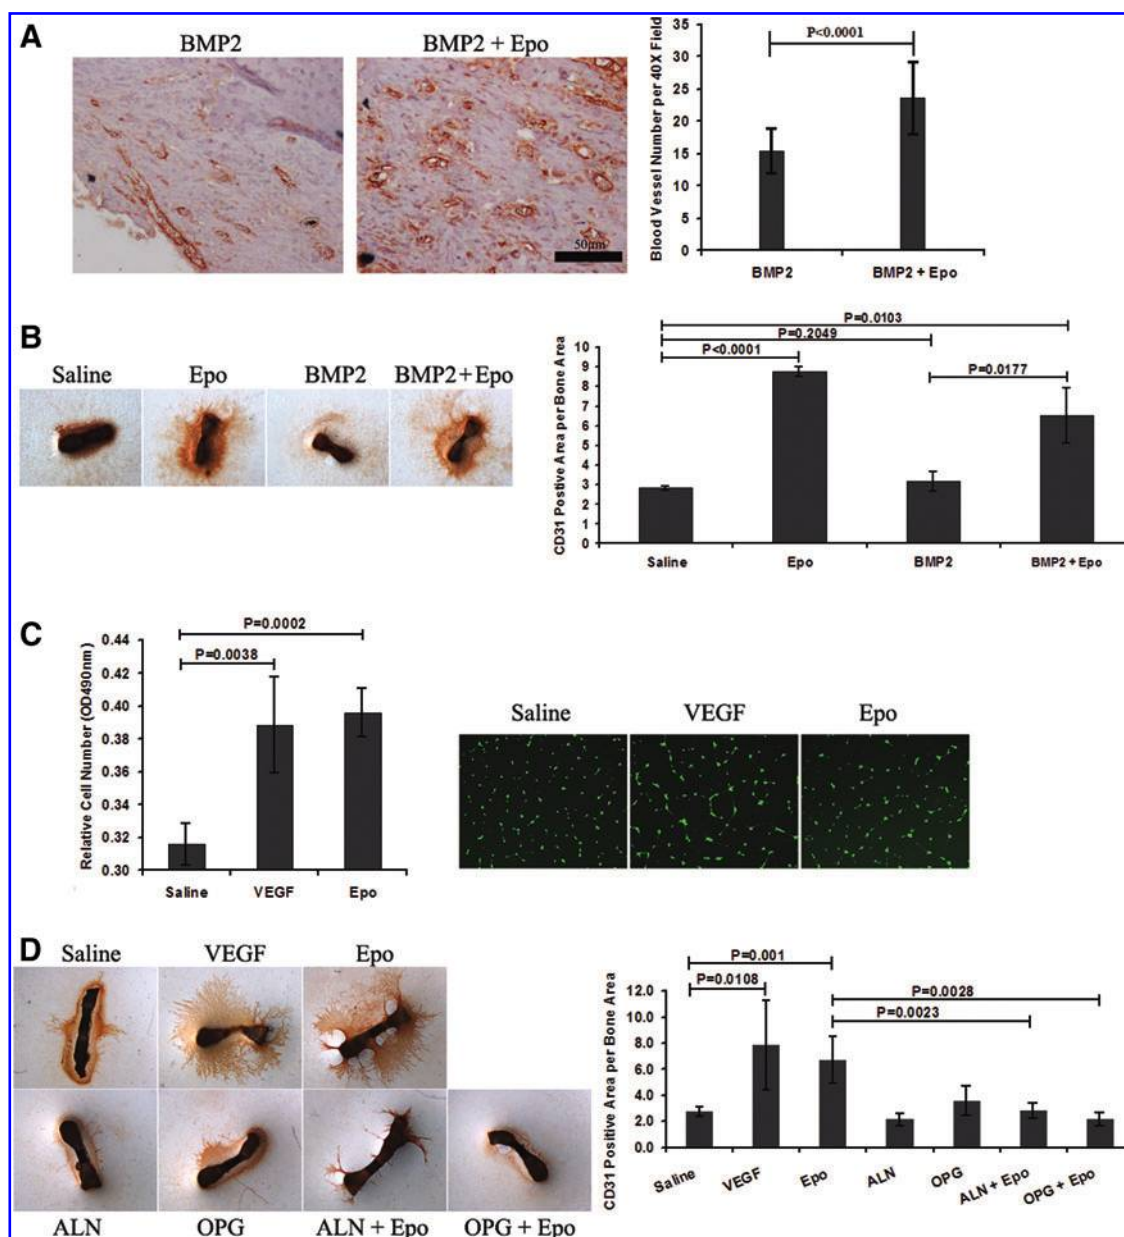 A
BMP2
BMP2 + Epo
50μm
Blood Vessel Number per 40X Field
35
30
25
20
15
10
5
0
P<0.0001
BMP2
BMP2 + Epo
B
Saline
Epo
BMP2
BMP2+Epo
CD31 Postive Area per Bone Area
10
9
8
7
6
5
4
3
2
1
0
P=0.0103
P=0.2049
P<0.0001
P=0.0177
Saline
Epo
BMP2
BMP2 + Epo
C
Relative Cell Number (OD490nm)
0.44
0.42
0.40
0.38
0.36
0.34
0.32
0.30
P=0.0002
P=0.0038
Saline
VEGF
Epo
Saline
VEGF
Epo
D
Saline
VEGF
Epo
ALN
OPG
ALN + Epo
OPG + Epo
CD31 Positive Area per Bone Area
12.0
10.0
8.0
6.0
4.0
2.0
0.0
P=0.001
P=0.0108
P=0.0028
P=0.0023
Saline
VEGF
Epo
ALN
OPG
ALN + Epo
OPG + Epo